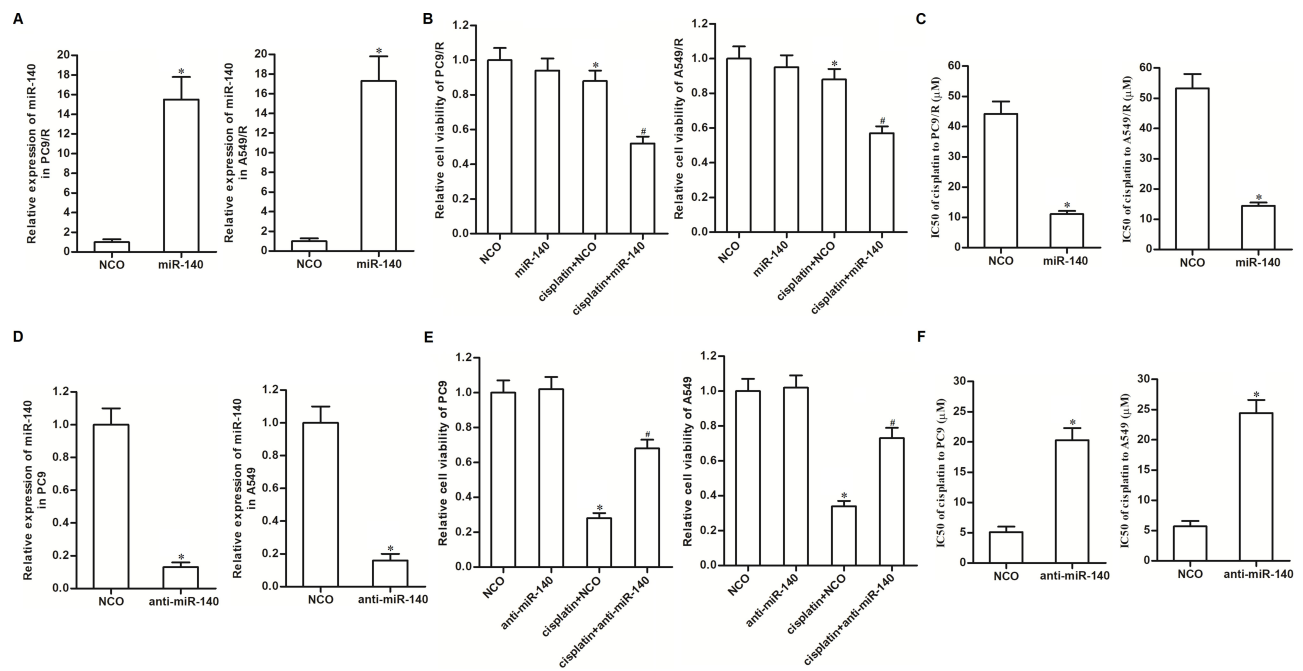 A
Relative expression of miR-140
in PC9/R
20
18
16
14
12
10
8
6
4
2
0
*
NCO
miR-140
Relative expression of miR-140
in A549/R
20
18
16
14
12
10
8
6
4
2
0
*
NCO
miR-140
B
Relative cell viability of PC9/R
1.2
1.0
0.8
0.6
0.4
0.2
0.0
*
#
NCO
miR-140
cisplatin+NCO
cisplatin+miR-140
Relative cell viability of A549/R
1.2
1.0
0.8
0.6
0.4
0.2
0.0
*
#
NCO
miR-140
cisplatin+NCO
cisplatin+miR-140
C
IC50 of cisplatin to PC9/R (μM)
60
50
40
30
20
10
0
*
NCO
miR-140
IC50 of cisplatin to A549/R (μM)
60
50
40
30
20
10
0
*
NCO
miR-140
D
Relative expression of miR-140
in PC9
1.2
1.0
0.8
0.6
0.4
0.2
0.0
*
NCO
anti-miR-140
Relative expression of miR-140
in A549
1.2
1.0
0.8
0.6
0.4
0.2
0.0
*
NCO
anti-miR-140
E
Relative cell viability of PC9
1.2
1.0
0.8
0.6
0.4
0.2
0.0
*
#
NCO
anti-miR-140
cisplatin+NCO
cisplatin+anti-miR-140
Relative cell viability of A549
1.2
1.0
0.8
0.6
0.4
0.2
0.0
*
#
NCO
anti-miR-140
cisplatin+NCO
cisplatin+anti-miR-140
F
IC50 of cisplatin to PC9 (μM)
30
25
20
15
10
5
0
*
NCO
anti-miR-140
IC50 of cisplatin to A549 (μM)
30
25
20
15
10
5
0
*
NCO
anti-miR-140